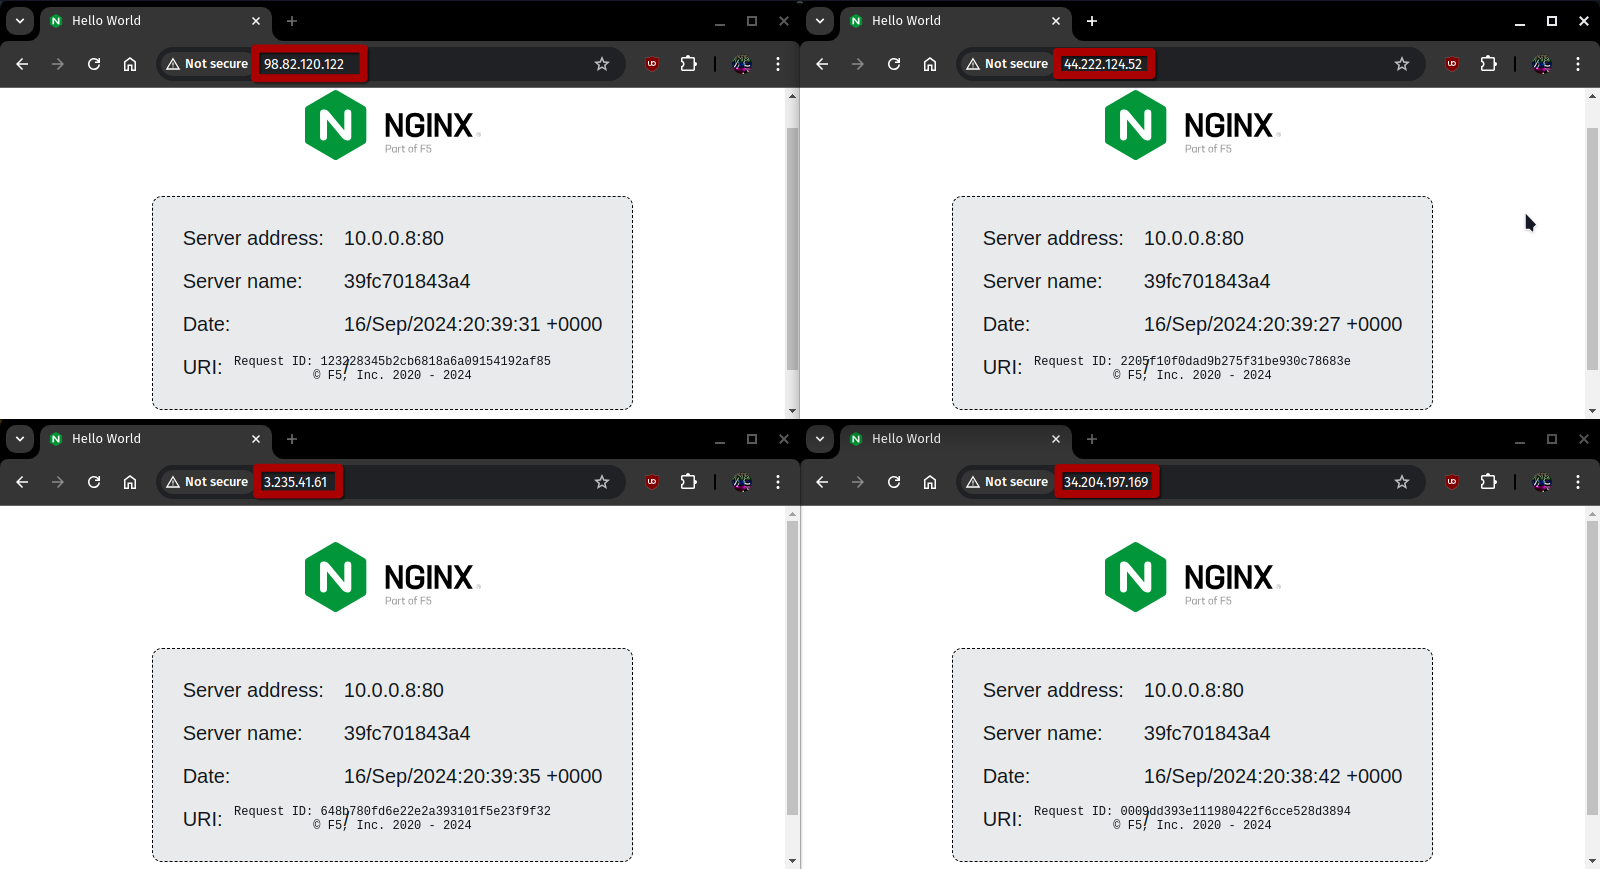 Hello World
Not secure 98.82.120.122
NGINX
Part of F5
Server address: 10.0.0.8:80
Server name: 39fc701843a4
Date: 16/Sep/2024:20:39:31 +0000
URI: /
Request ID: 123228345b2cb6818a6a09154192af85
© F5, Inc. 2020 - 2024
Hello World
Not secure 44.222.124.52
NGINX
Part of F5
Server address: 10.0.0.8:80
Server name: 39fc701843a4
Date: 16/Sep/2024:20:39:27 +0000
URI: /
Request ID: 2205f10f0dad9b275f31be930c78683e
© F5, Inc. 2020 - 2024
Hello World
Not secure 3.235.41.61
NGINX
Part of F5
Server address: 10.0.0.8:80
Server name: 39fc701843a4
Date: 16/Sep/2024:20:39:35 +0000
URI: /
Request ID: 648b780fd6e22e2a393101f5e23f9f32
© F5, Inc. 2020 - 2024
Hello World
Not secure 34.204.197.169
NGINX
Part of F5
Server address: 10.0.0.8:80
Server name: 39fc701843a4
Date: 16/Sep/2024:20:38:42 +0000
URI: /
Request ID: 0009dd393e111980422f6cce528d3894
© F5, Inc. 2020 - 2024